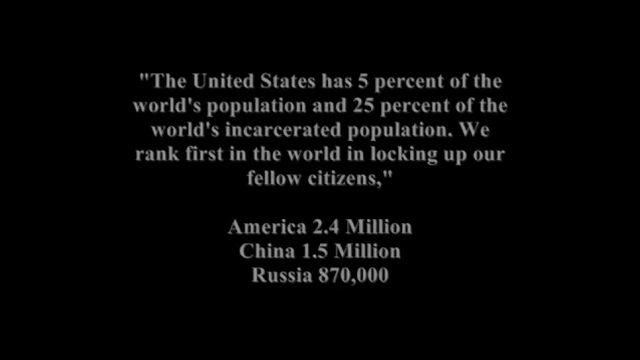 "The United States has 5 percent of the
world's population and 25 percent of the
world's incarcerated population. We
rank first in the world in locking up our
fellow citizens,"
America 2.4 Million
China 1.5 Million
Russia 870,000